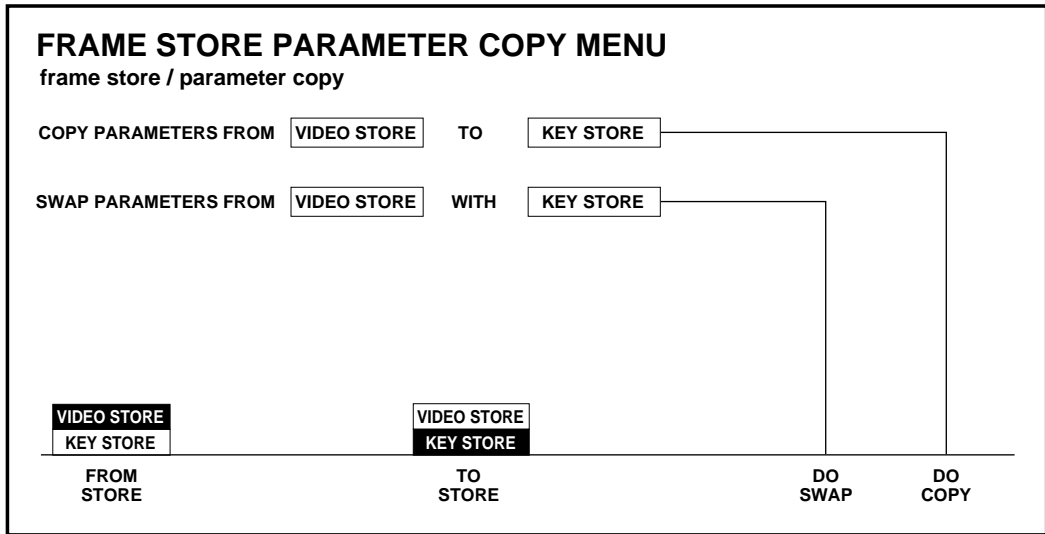 FRAME STORE PARAMETER COPY MENU
frame store / parameter copy
COPY PARAMETERS FROM VIDEO STORE TO KEY STORE
SWAP PARAMETERS FROM VIDEO STORE WITH KEY STORE
VIDEO STORE
KEY STORE
FROM
STORE
VIDEO STORE
KEY STORE
TO
STORE
DO
SWAP
DO
COPY